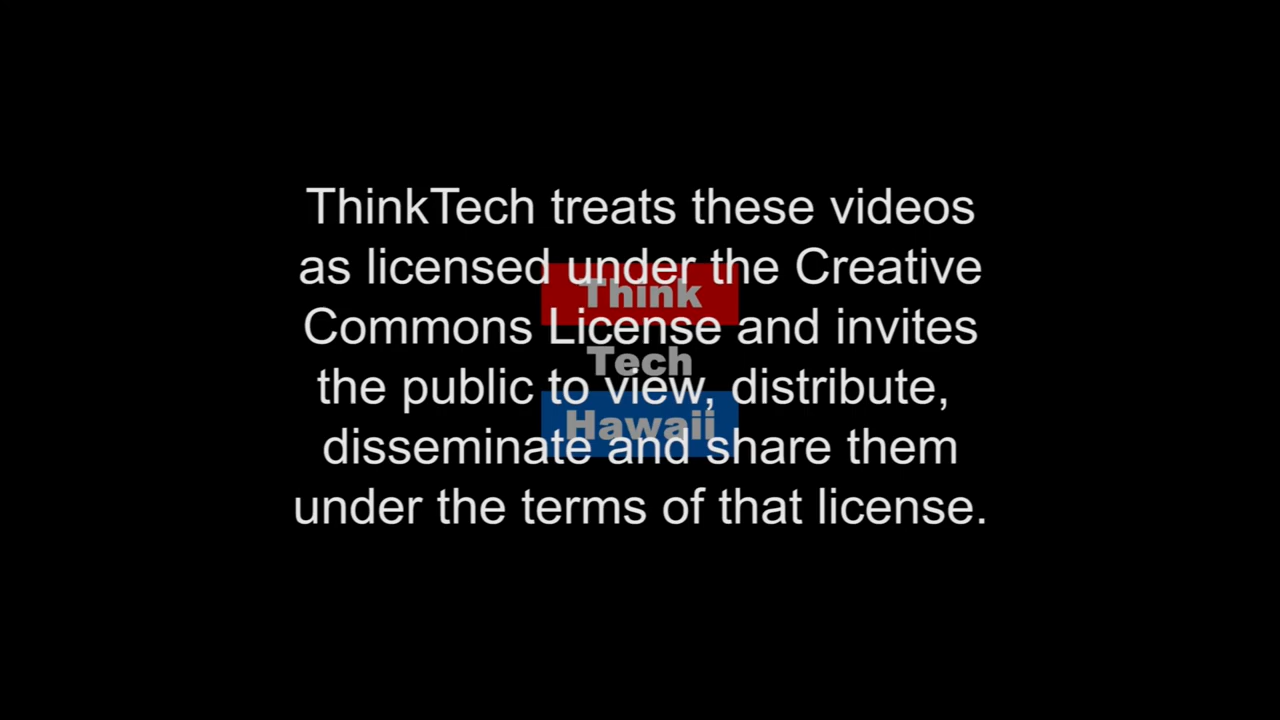 ThinkTech treats these videos
as licensed under the Creative
Think
Commons License and invites
Tech
the public to view, distribute,
Hawaii
disseminate and share them
under the terms of that license.